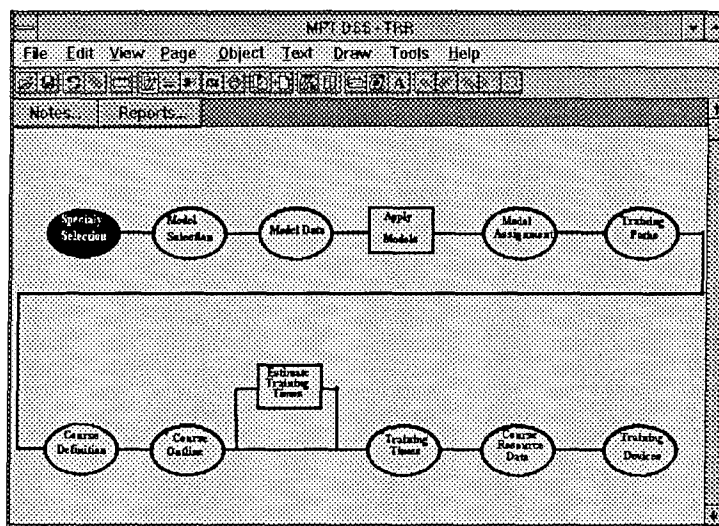 MPT DSS - TRR
File Edit View Page Object Text Draw Tools Help
Notes... Reports...
Specialty
Selection
Model
Selection
Model Data
Apply
Models
Model
Assignment
Training
Paths
Estimate
Training
Times
Course
Definition
Course
Outline
Training
Times
Course
Resource
Data
Training
Devices